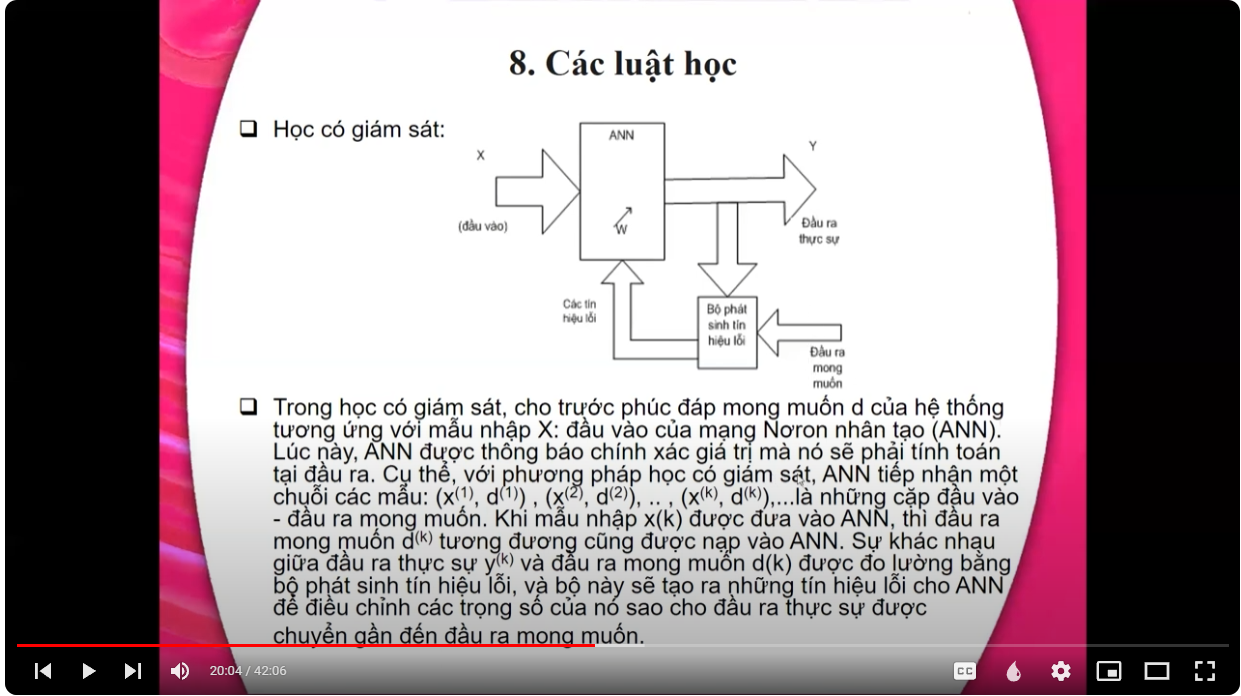 8. Các luật học
Học có giám sát:
ANN
X
Y
W
(đầu vào)
Đầu ra
thực sự
Các tín
hiệu lỗi
Bộ phát
sinh tín
hiệu lỗi
Đầu ra
mong
muốn
Trong học có giám sát, cho trước phúc đáp mong muốn d của hệ thống
tương ứng với mẫu nhập X: đầu vào của mạng Nơron nhân tạo (ANN).
Lúc này, ANN được thông báo chính xác giá trị mà nó sẽ phải tính toán
tại đầu ra. Cụ thể, với phương pháp học có giám sát, ANN tiếp nhận một
chuỗi các mẫu: (x⁽¹⁾, d⁽¹⁾) , (x⁽²⁾, d⁽²⁾), .. , (x⁽ᵏ⁾, d⁽ᵏ⁾),...là những cặp đầu vào
- đầu ra mong muốn. Khi mẫu nhập x(k) được đưa vào ANN, thì đầu ra
mong muốn d⁽ᵏ⁾ tương đương cũng được nạp vào ANN. Sự khác nhau
giữa đầu ra thực sự y⁽ᵏ⁾ và đầu ra mong muốn d(k) được đo lường bằng
bộ phát sinh tín hiệu lỗi, và bộ này sẽ tạo ra những tín hiệu lỗi cho ANN
để điều chỉnh các trọng số của nó sao cho đầu ra thực sự được
chuyển gần đến đầu ra mong muốn.
20:04 / 42:06
CC